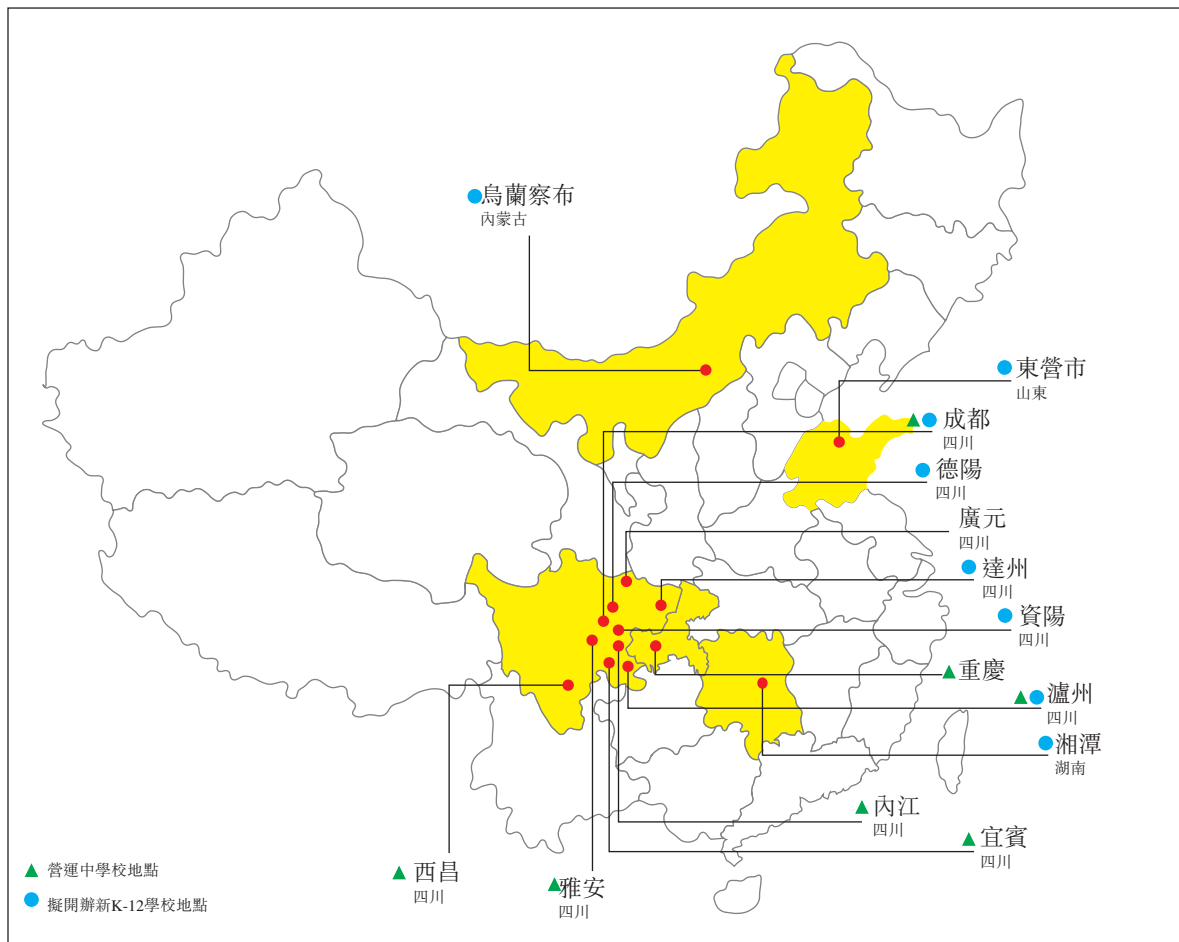 烏蘭察布
內蒙古
東營市
山東
成都
四川
德陽
四川
廣元
四川
達州
四川
資陽
四川
重慶
瀘州
四川
湘潭
湖南
內江
四川
宜賓
四川
西昌
四川
雅安
四川
營運中學校地點
擬開辦新K-12學校地點